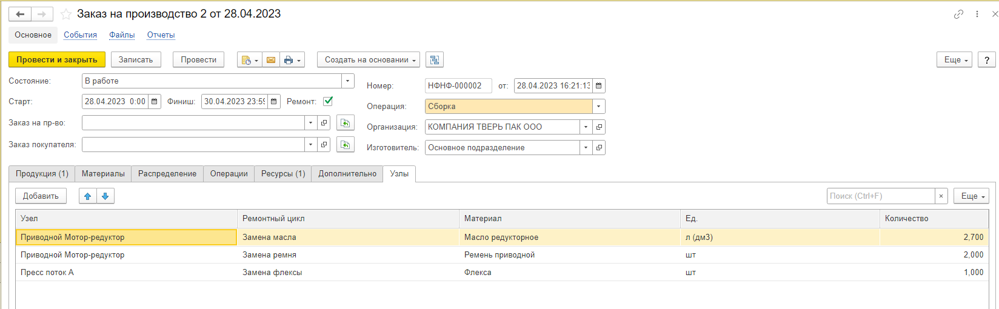 Заказ на производство 2 от 28.04.2023
Основное События Файлы Отчеты
Провести и закрыть Записать Провести Создать на основании Еще ?
Состояние: В работе
Номер: НФНФ-000002 от: 28.04.2023 16:21:13
Старт: 28.04.2023 0:00 Финиш: 30.04.2023 23:59 Ремонт:
Операция: Сборка
Заказ на пр-во:
Организация: КОМПАНИЯ ТВЕРЬ ПАК ООО
Заказ покупателя:
Изготовитель: Основное подразделение
Продукция (1) Материалы Распределение Операции Ресурсы (1) Дополнительно Узлы
Добавить Поиск (Ctrl+F) × Еще
Узел Ремонтный цикл Материал Ед. Количество
Приводной Мотор-редуктор Замена масла Масло редукторное л (дм3) 2,700
Приводной Мотор-редуктор Замена ремня Ремень приводной шт 2,000
Пресс поток А Замена флексы Флекса шт 1,000